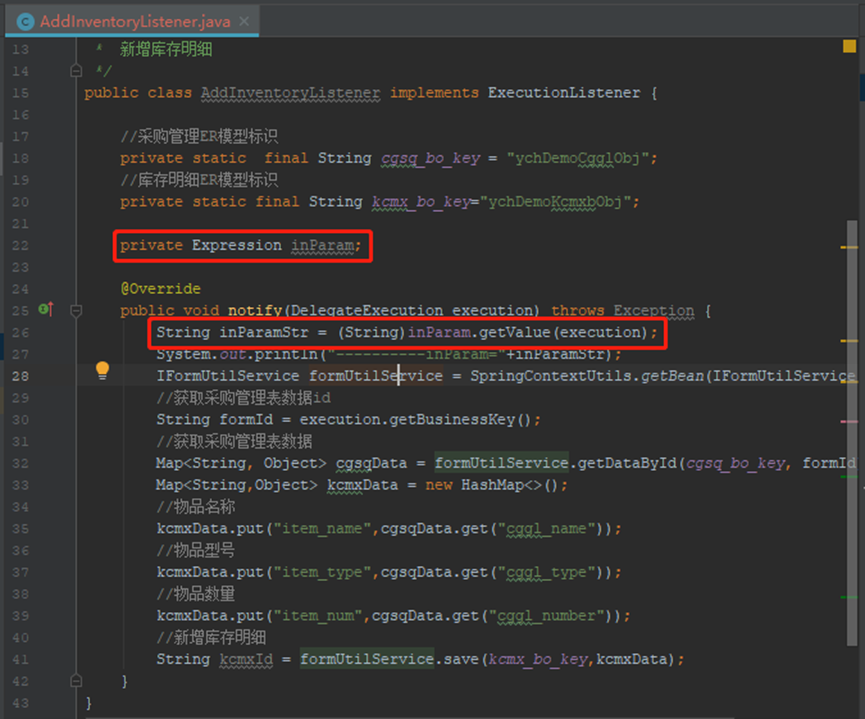 AddInventoryListener.java
13 * 新增库存明细
14 */
15 public class AddInventoryListener implements ExecutionListener {
16
17 //采购管理ER模型标识
18 private static  final String cgsq_bo_key = "ychDemoCgglObj";
19 //库存明细ER模型标识
20 private static final String kcmx_bo_key="ychDemoKcmxbObj";
21
22 private Expression inParam;
23
24 @Override
25 public void notify(DelegateExecution execution) throws Exception {
26 String inParamStr = (String)inParam.getValue(execution);
27 System.out.println("----------inParam="+inParamStr);
28 IFormUtilService formUtilService = SpringContextUtils.getBean(IFormUtilService
29 //获取采购管理表数据id
30 String formId = execution.getBusinessKey();
31 //获取采购管理表数据
32 Map<String, Object> cgsqData = formUtilService.getDataById(cgsq_bo_key, formId
33 Map<String,Object> kcmxData = new HashMap<>();
34 //物品名称
35 kcmxData.put("item_name",cgsqData.get("cggl_name"));
36 //物品型号
37 kcmxData.put("item_type",cgsqData.get("cggl_type"));
38 //物品数量
39 kcmxData.put("item_num",cgsqData.get("cggl_number"));
40 //新增库存明细
41 String kcmxId = formUtilService.save(kcmx_bo_key,kcmxData);
42 }
43 }